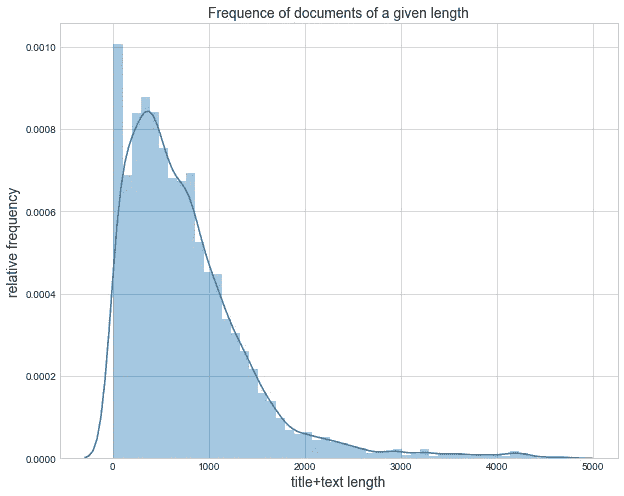 Frequence of documents of a given length
0.0010
0.0008
0.0006
0.0004
0.0002
0.0000
relative frequency
0 1000 2000 3000 4000 5000
title+text length